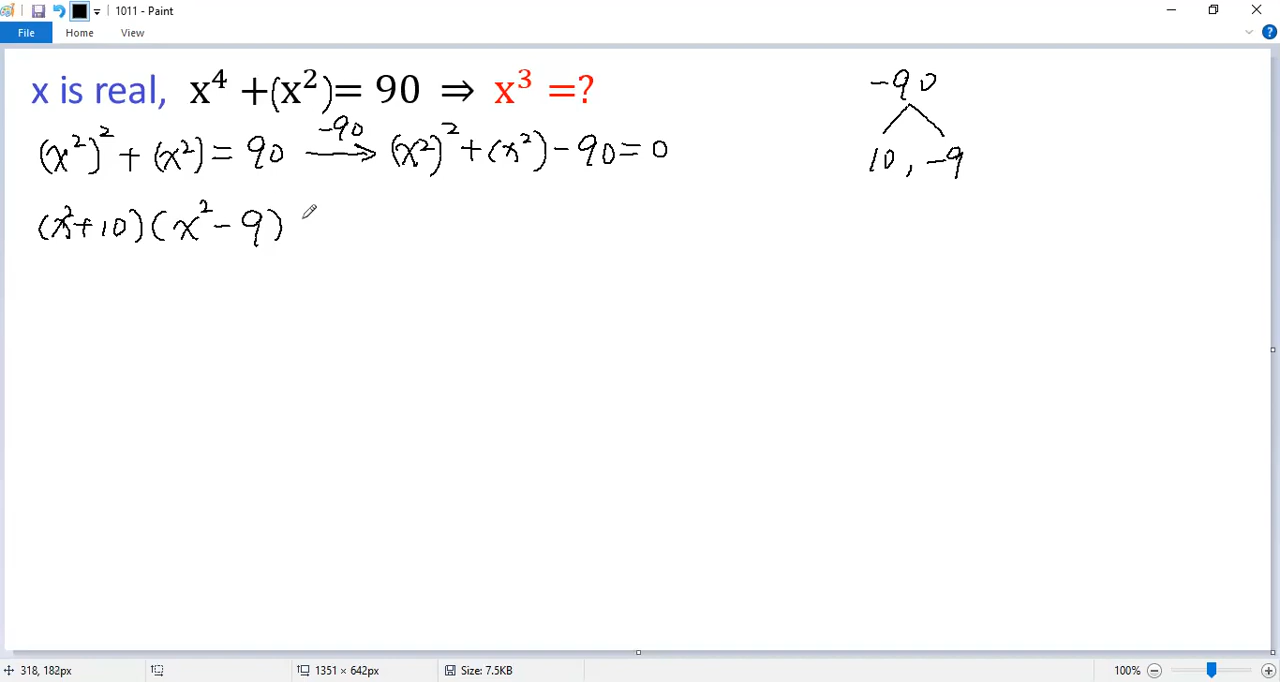 1011 - Paint
File Home View
x is real, x⁴ +(x²)= 90 ⇒ x³ =?
-90
10, -9
(x²)² + (x²) = 90 -90 → (x²)² + (x²) - 90 = 0
(x²+10)(x²-9)
318, 182px 1351 × 642px Size: 7.5KB 100%